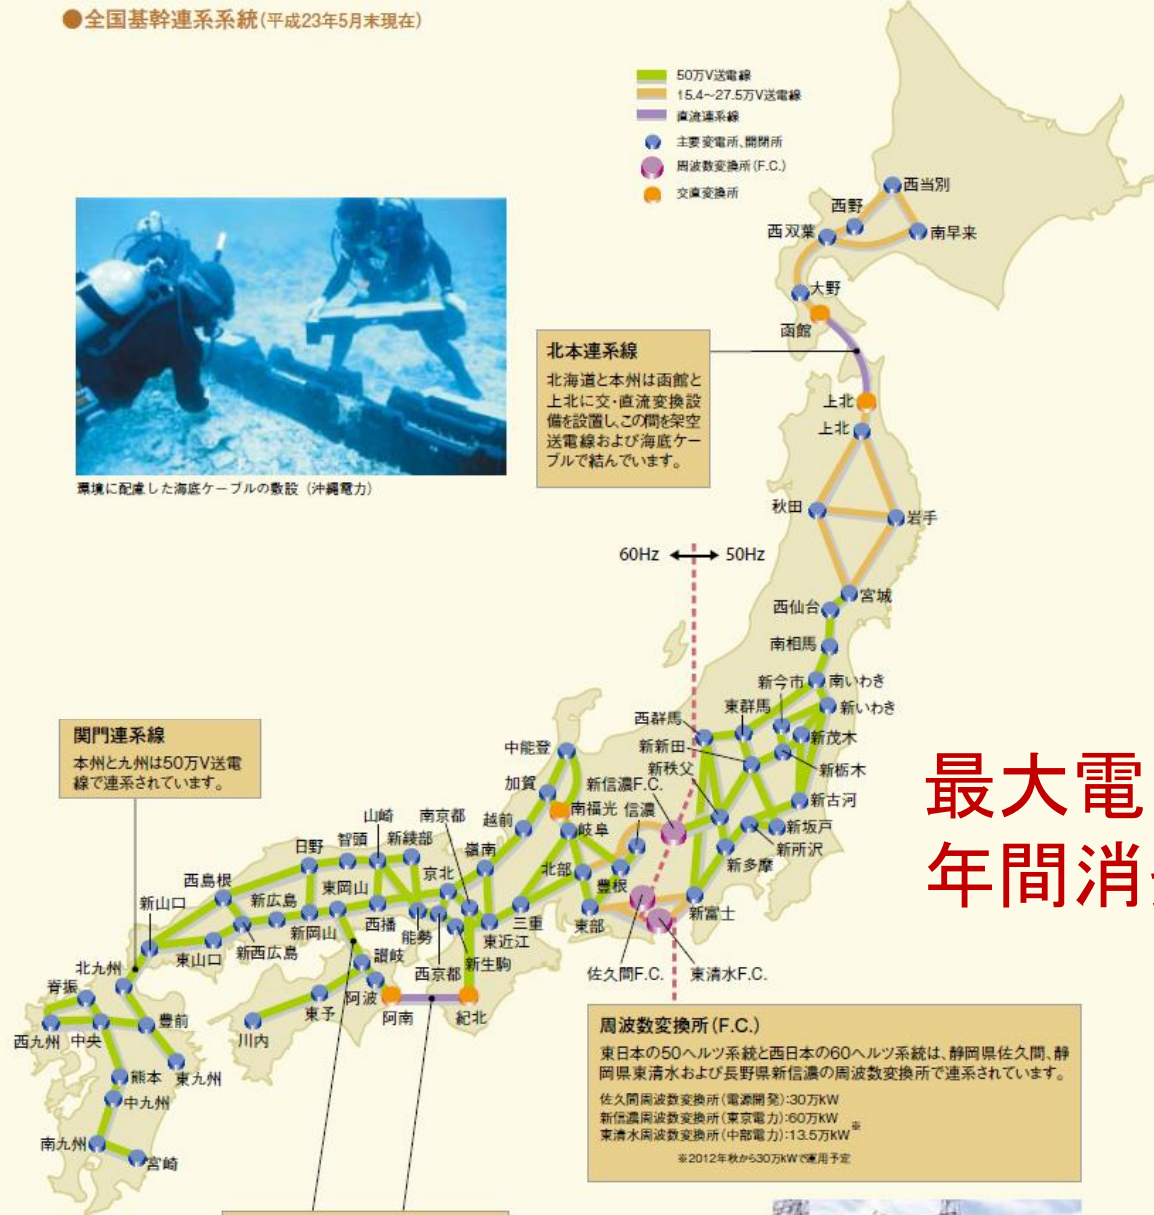 ●全国基幹連系系統(平成23年5月末現在)
50万V送電線
15.4～27.5万V送電線
直流連系線
主要変電所、開閉所
周波数変換所(F.C.)
交直変換所
西当別
西野
西双葉
南早来
大野
函館
環境に配慮した海底ケーブルの敷設（沖縄電力）
北本連系線
北海道と本州は函館と
上北に交・直流変換設
備を設置し、この間を架空
送電線および海底ケー
ブルで結んでいます。
上北
上北
秋田
岩手
60Hz
50Hz
宮城
西仙台
南相馬
新今市
南いわき
東群馬
新いわき
西群馬
新茂木
新新田
新栃木
新秩父
新信濃F.C.
新古河
新坂戸
新所沢
新多摩
関門連系線
本州と九州は50万V送電
線で連系されています。
中能登
加賀
南福光
信濃
越前
岐阜
山崎
南京都
日野
智頭
新綾部
嶺南
北部
京北
豊根
西島根
東岡山
新広島
新山口
新岡山
西播
能勢
三重
東部
新富士
東近江
東山口
新西広島
讃岐
西京都
新生駒
佐久間F.C.
東清水F.C.
北九州
脊振
阿波
東予
阿南
紀北
西九州
中央
豊前
川内
熊本
東九州
中九州
南九州
宮崎
最大電
年間消
周波数変換所(F.C.)
東日本の50ヘルツ系統と西日本の60ヘルツ系統は、静岡県佐久間、静
岡県東清水および長野県新信濃の周波数変換所で連系されています。
佐久間周波数変換所(電源開発):30万kW
新信濃周波数変換所(東京電力):60万kW
東清水周波数変換所(中部電力):13.5万kW※
※2012年秋から30万kWで運用予定